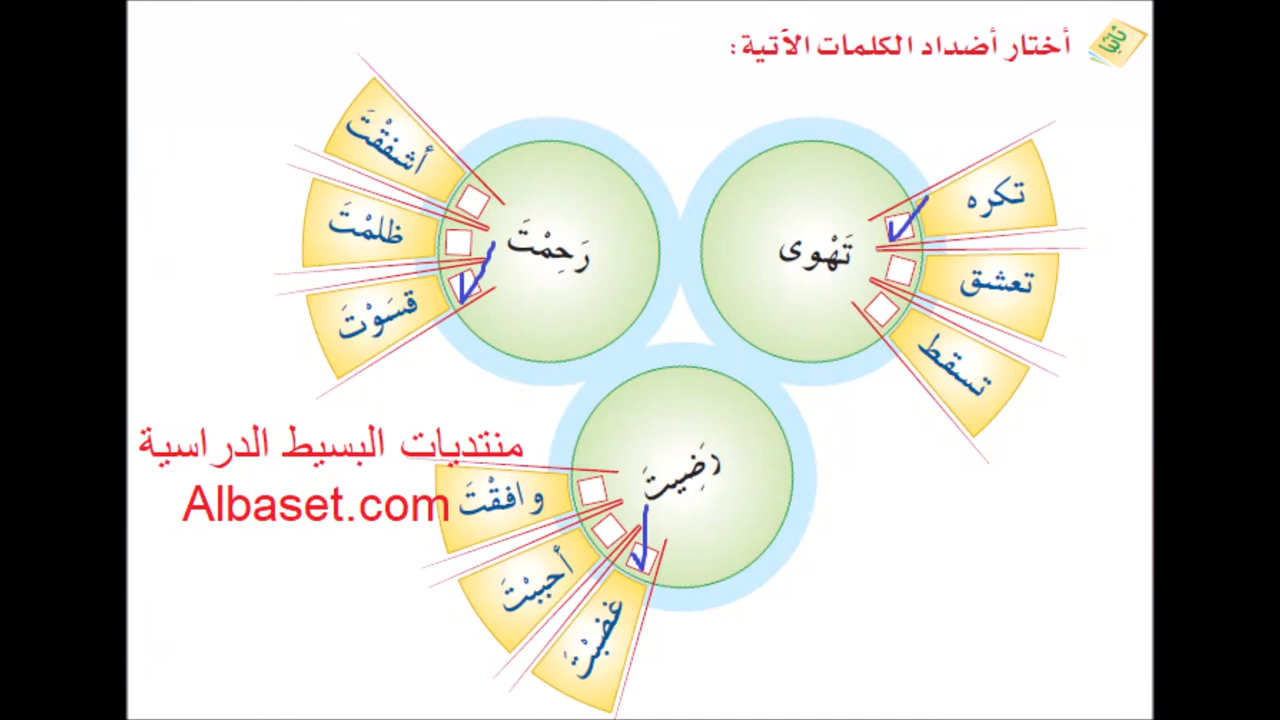 ثانيًا
أختار أضداد الكلمات الآتية:
تَهْوى
تكره
تعشق
تسقط
رَحِمْتَ
أشفقْتَ
ظلمْتَ
قسَوْتَ
رَضِيتَ
وافقْتَ
أحببْتَ
غضبْتَ
منتديات البسيط الدراسية
Albaset.com